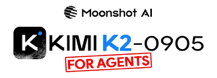 Moonshot AI
KIMI K2-0905
FOR AGENTS